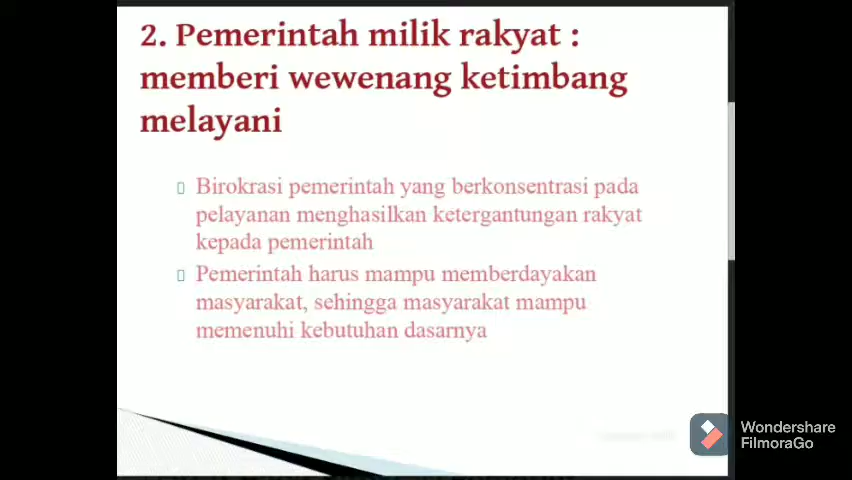 2. Pemerintah milik rakyat :
memberi wewenang ketimbang
melayani
Birokrasi pemerintah yang berkonsentrasi pada
pelayanan menghasilkan ketergantungan rakyat
kepada pemerintah
Pemerintah harus mampu memberdayakan
masyarakat, sehingga masyarakat mampu
memenuhi kebutuhan dasarnya
Wondershare
FilmoraGo